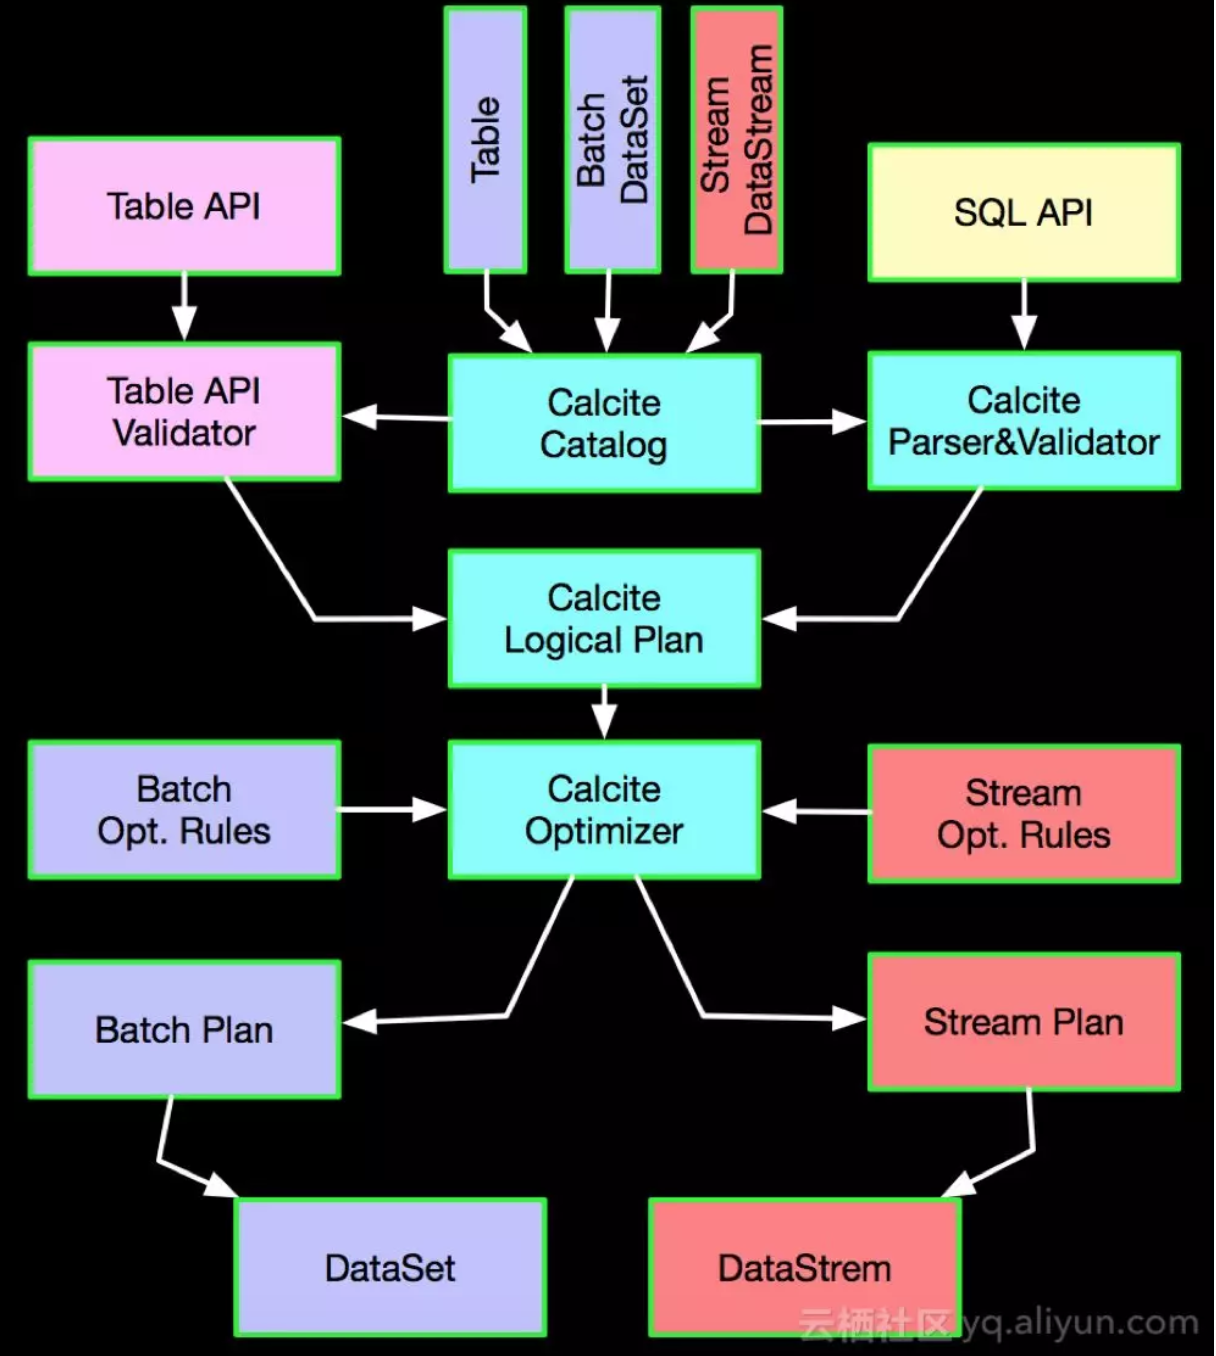 Table
Batch
DataSet
Stream
DataStream
Table API
SQL API
Table API
Validator
Calcite
Catalog
Calcite
Parser&Validator
Calcite
Logical Plan
Batch
Opt. Rules
Calcite
Optimizer
Stream
Opt. Rules
Batch Plan
Stream Plan
DataSet
DataStrem
云栖社区 yq.aliyun.com